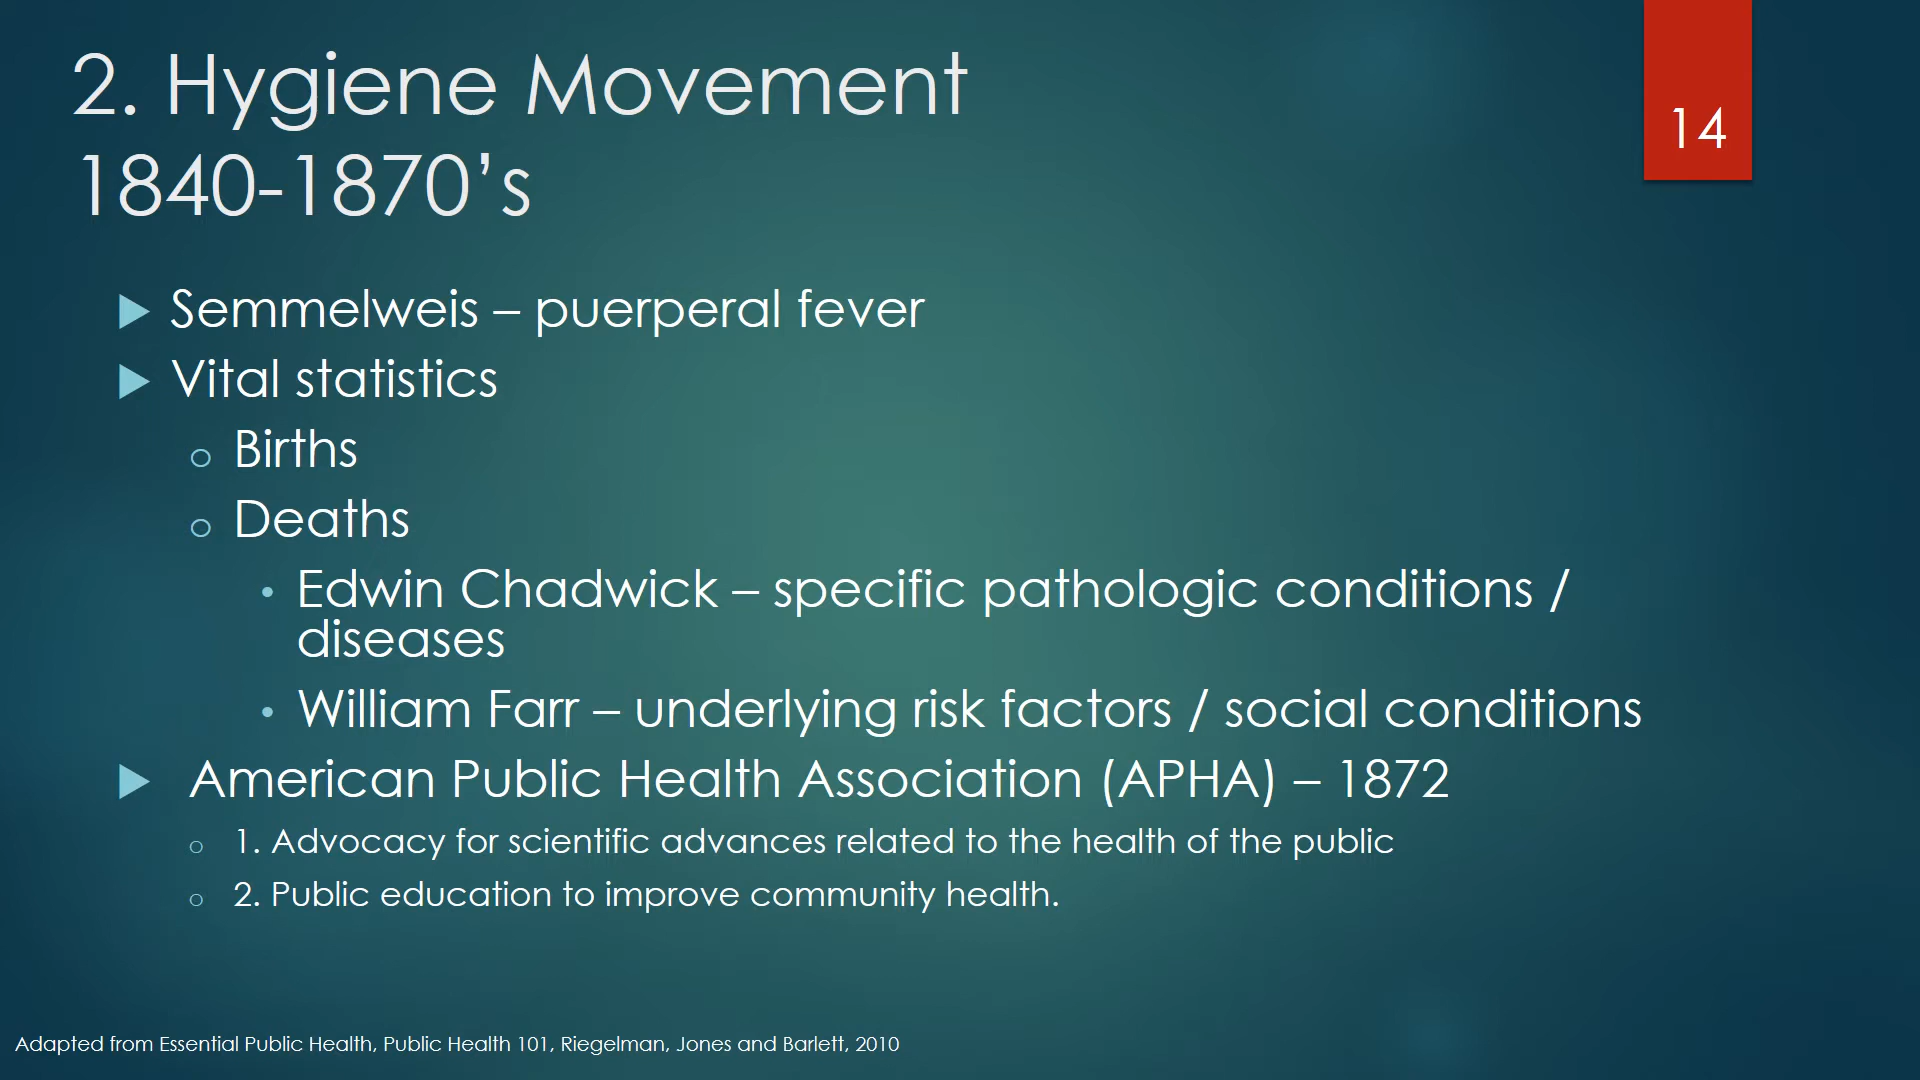 2. Hygiene Movement
1840-1870’s
14
Semmelweis – puerperal fever
Vital statistics
Births
Deaths
Edwin Chadwick – specific pathologic conditions /
diseases
William Farr – underlying risk factors / social conditions
American Public Health Association (APHA) – 1872
1. Advocacy for scientific advances related to the health of the public
2. Public education to improve community health.
Adapted from Essential Public Health, Public Health 101, Riegelman, Jones and Barlett, 2010